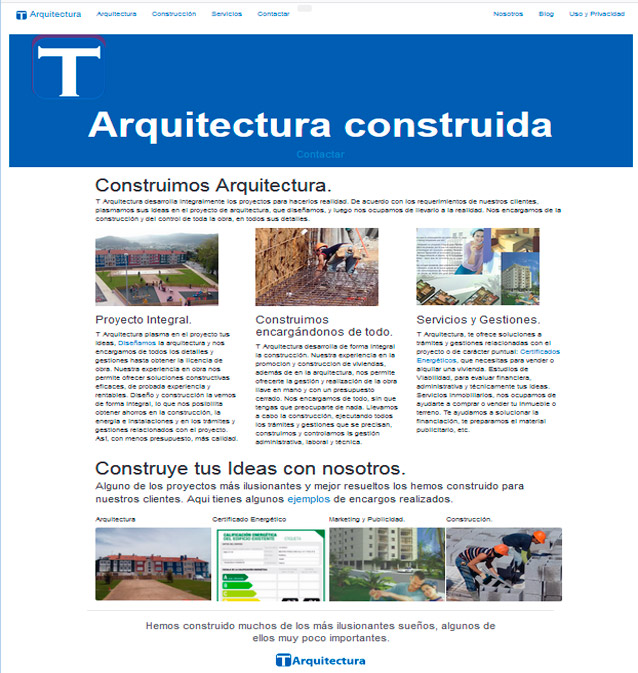 T Arquitectura Arquitectura Construcción Servicios Contactar Nosotros Blog Uso y Privacidad
T
Arquitectura construida
Contactar
Construimos Arquitectura.
T Arquitectura desarrolla integralmente los proyectos para hacerlos realidad. De acuerdo con los requerimientos de nuestros clientes,
plasmamos sus ideas en el proyecto de arquitectura, que diseñamos, y luego nos ocupamos de llevarlo a la realidad. Nos encargamos de la
construcción y del control de toda la obra, en todos sus detalles.
Proyecto Integral.
T Arquitectura plasma en el proyecto tus
ideas, Diseñamos la arquitectura y nos
encargamos de todos los detalles y
gestiones hasta obtener la licencia de
obra. Nuestra experiencia en obra nos
permite ofrecer soluciones constructivas
eficaces, de probada experiencia y
rentables. Diseño y construcción la vemos
de forma integral, lo que nos posibilita
obtener ahorros en la construcción, la
energía e instalaciones y en los trámites y
gestiones relacionados con el proyecto.
Así, con menos presupuesto, más calidad.
Construimos
encargándonos de todo.
T Arquitectura desarrolla de forma integral
la construcción. Nuestra experiencia en la
promocion y construccion de viviendas,
además de en la arquitectura, nos permite
ofrecerte la gestión y realización de la obra
llave en mano y con un presupuesto
cerrado. Nos encargamos de todo, sin que
tengas que preocuparte de nada. Llevamos
a cabo la construcción, ejecutando todos
los trámites y gestiones que se precisan,
construimos y controlamos la gestión
administrativa, laboral y técnica.
Servicios y Gestiones.
T Arquitectura, te ofrece soluciones a
trámites y gestiones relacionadas con el
proyecto o de carácter puntual: Certificados
Energéticos, que necesitas para vender o
alquilar una vivienda. Estudios de
Viabilidad, para evaluar financiera,
administrativa y técnicamente tus ideas.
Servicios Inmobiliarios, nos ocupamos de
ayudarte a comprar o vender tu inmueble o
terreno. Te ayudamos a solucionar la
financiación, te preparamos el material
publicitario, etc.
Construye tus Ideas con nosotros.
Alguno de los proyectos más ilusionantes y mejor resueltos los hemos construido para
nuestros clientes. Aqui tienes algunos ejemplos de encargos realizados.
Arquitectura Certificado Energético Marketing y Publicidad. Construcción.
CALIFICACIÓN ENERGÉTICA
DEL EDIFICIO EXISTENTE
Hemos construido muchos de los más ilusionantes sueños, algunos de
ellos muy poco importantes.
T Arquitectura